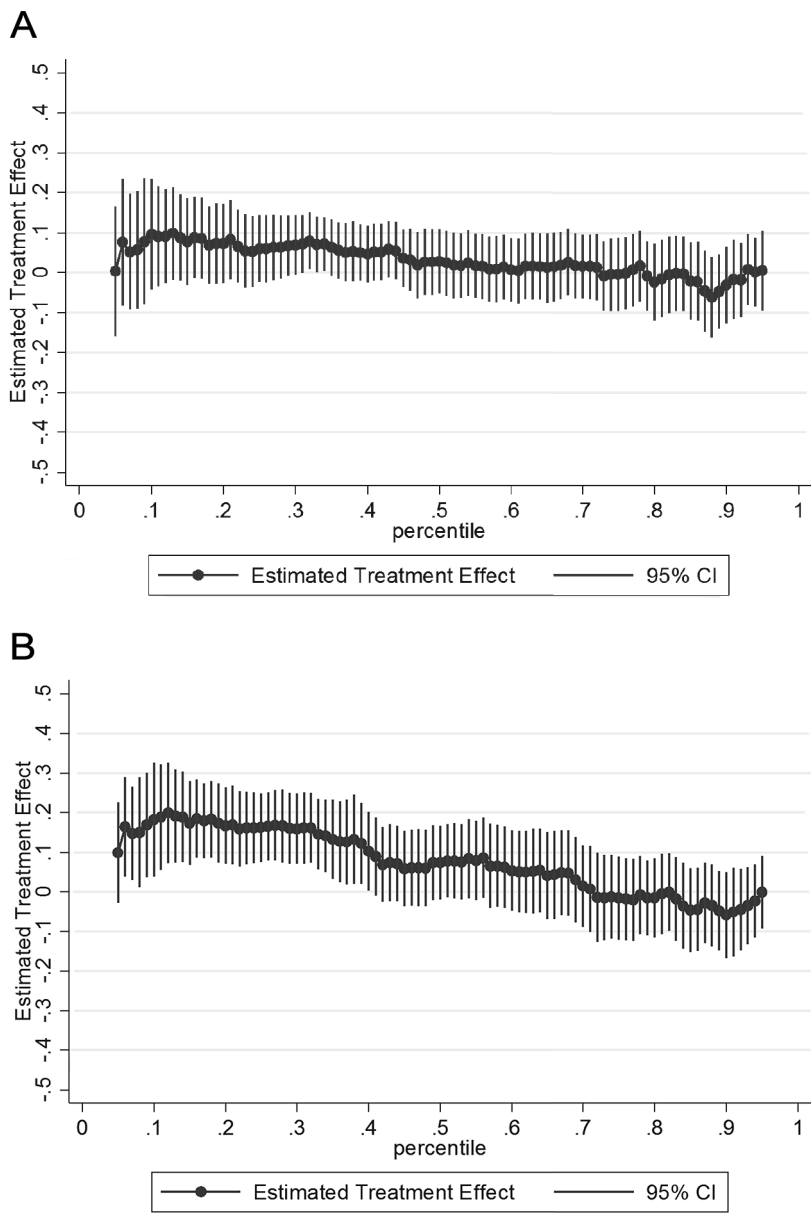 A
Estimated Treatment Effect
.5
.4
.3
.2
.1
0
-.1
-.2
-.3
-.4
-.5
0 .1 .2 .3 .4 .5 .6 .7 .8 .9 1
percentile
Estimated Treatment Effect 95% CI
B
Estimated Treatment Effect
.5
.4
.3
.2
.1
0
-.1
-.2
-.3
-.4
-.5
0 .1 .2 .3 .4 .5 .6 .7 .8 .9 1
percentile
Estimated Treatment Effect 95% CI